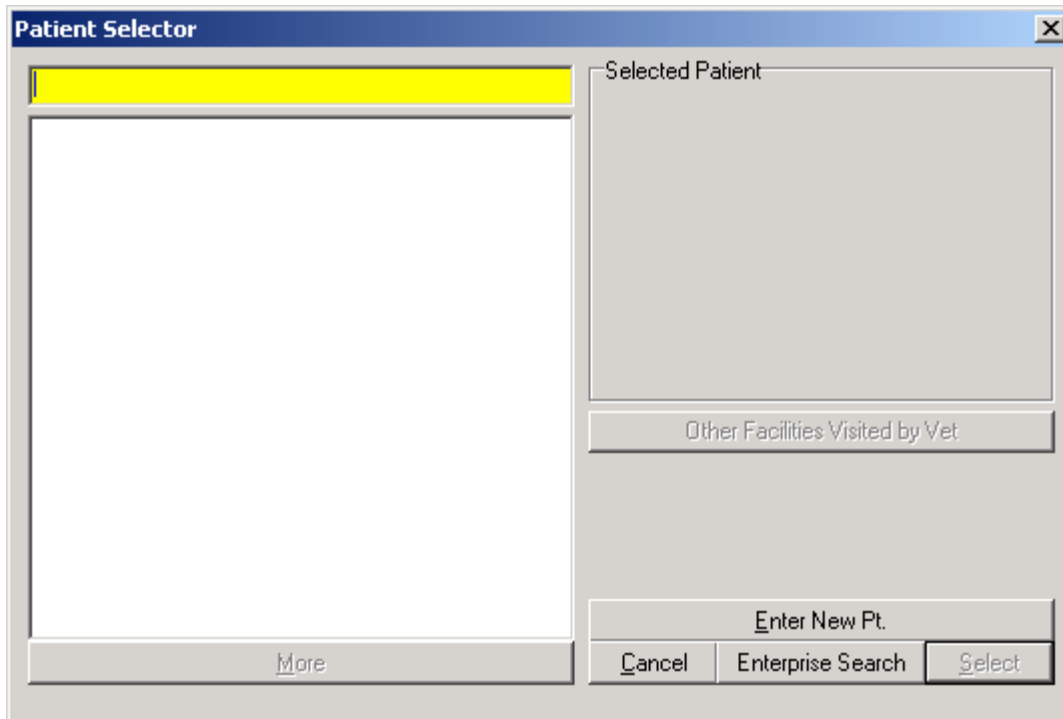 Patient Selector
Selected Patient
Other Facilities Visited by Vet
Enter New Pt.
More
Cancel
Enterprise Search
Select